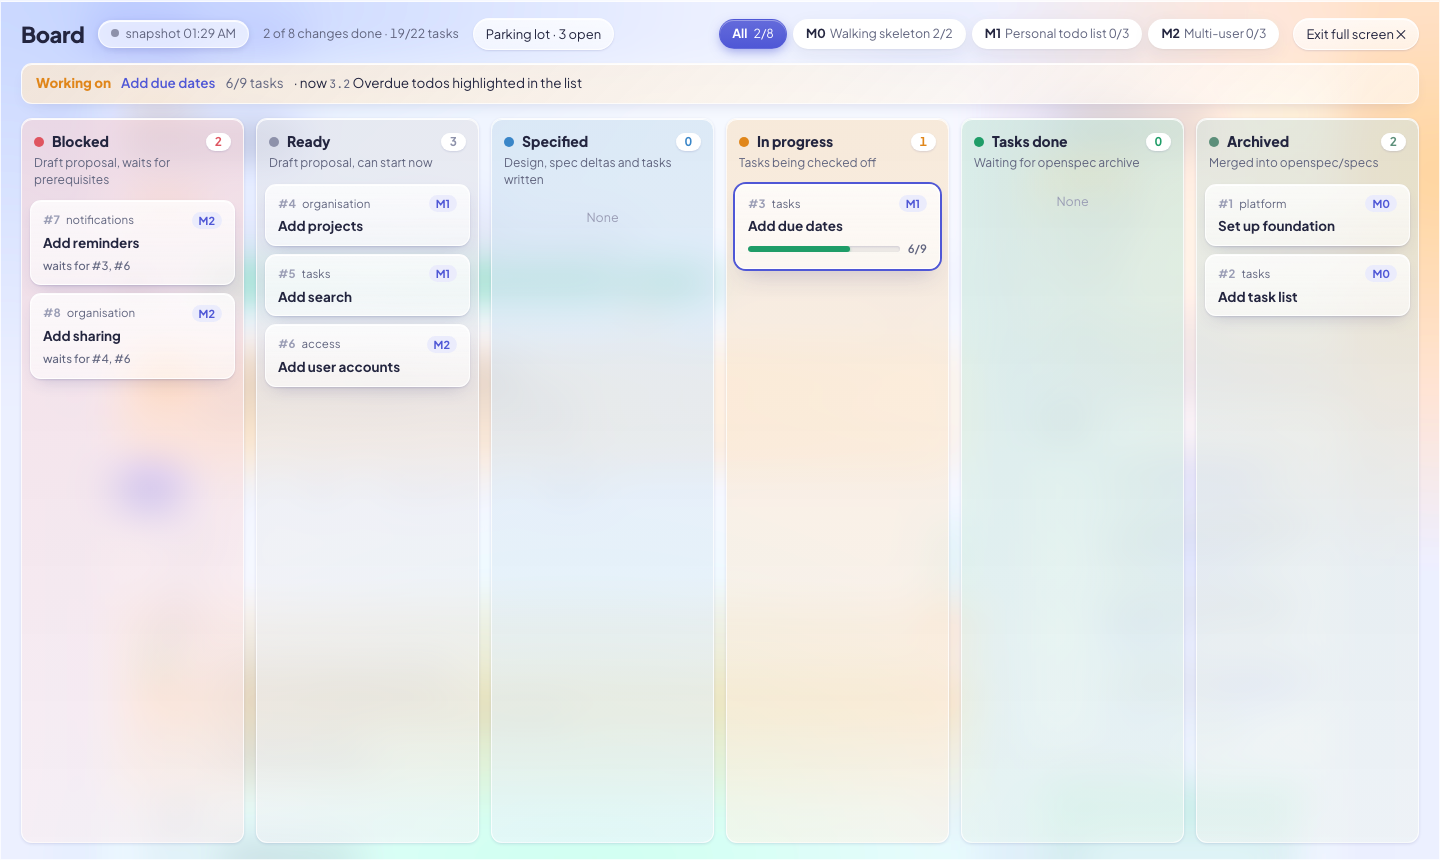 Board
snapshot 01:29 AM
2 of 8 changes done · 19/22 tasks
Parking lot · 3 open
All 2/8
M0 Walking skeleton 2/2
M1 Personal todo list 0/3
M2 Multi-user 0/3
Exit full screen ×
Working on Add due dates 6/9 tasks · now 3.2 Overdue todos highlighted in the list
Blocked 2
Draft proposal, waits for
prerequisites
#7 notifications M2
Add reminders
waits for #3, #6
#8 organisation M2
Add sharing
waits for #4, #6
Ready 3
Draft proposal, can start now
#4 organisation M1
Add projects
#5 tasks M1
Add search
#6 access M2
Add user accounts
Specified 0
Design, spec deltas and tasks
written
None
In progress 1
Tasks being checked off
#3 tasks M1
Add due dates
6/9
Tasks done 0
Waiting for openspec archive
None
Archived 2
Merged into openspec/specs
#1 platform M0
Set up foundation
#2 tasks M0
Add task list